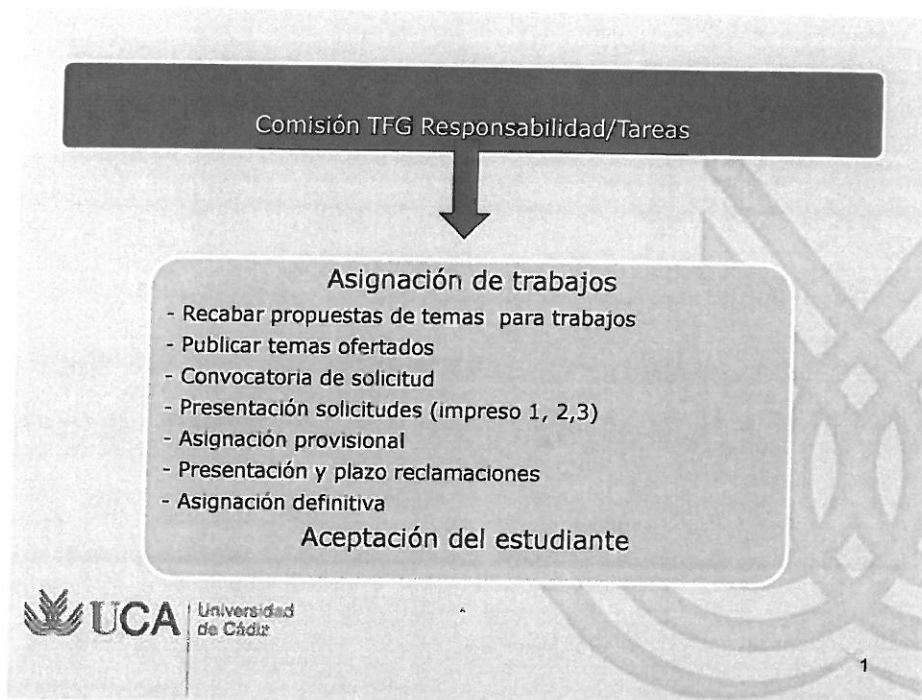 Comisión TFG Responsabilidad/Tareas
Asignación de trabajos
- Recabar propuestas de temas para trabajos
- Publicar temas ofertados
- Convocatoria de solicitud
- Presentación solicitudes (impreso 1, 2,3)
- Asignación provisional
- Presentación y plazo reclamaciones
- Asignación definitiva
Aceptación del estudiante
UCA
Universidad
de Cádiz
1